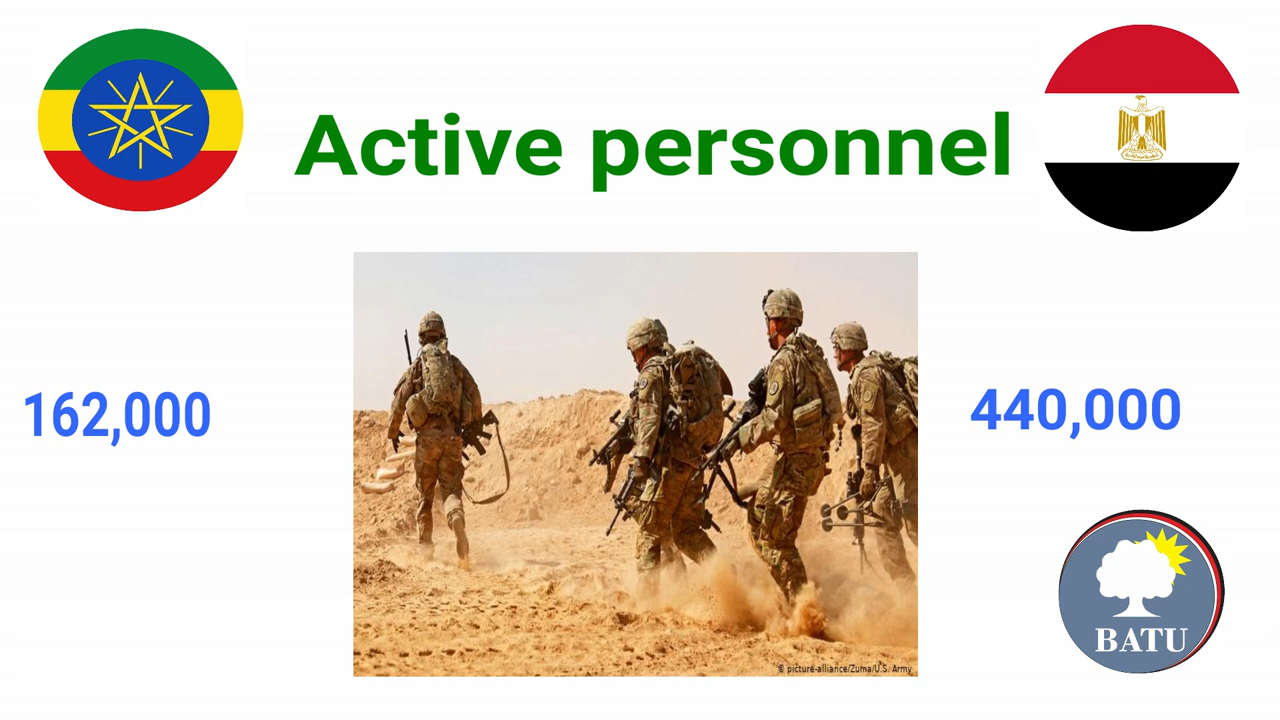 Active personnel
162,000
440,000
© picture-alliance/Zuma/U.S. Army
BATU